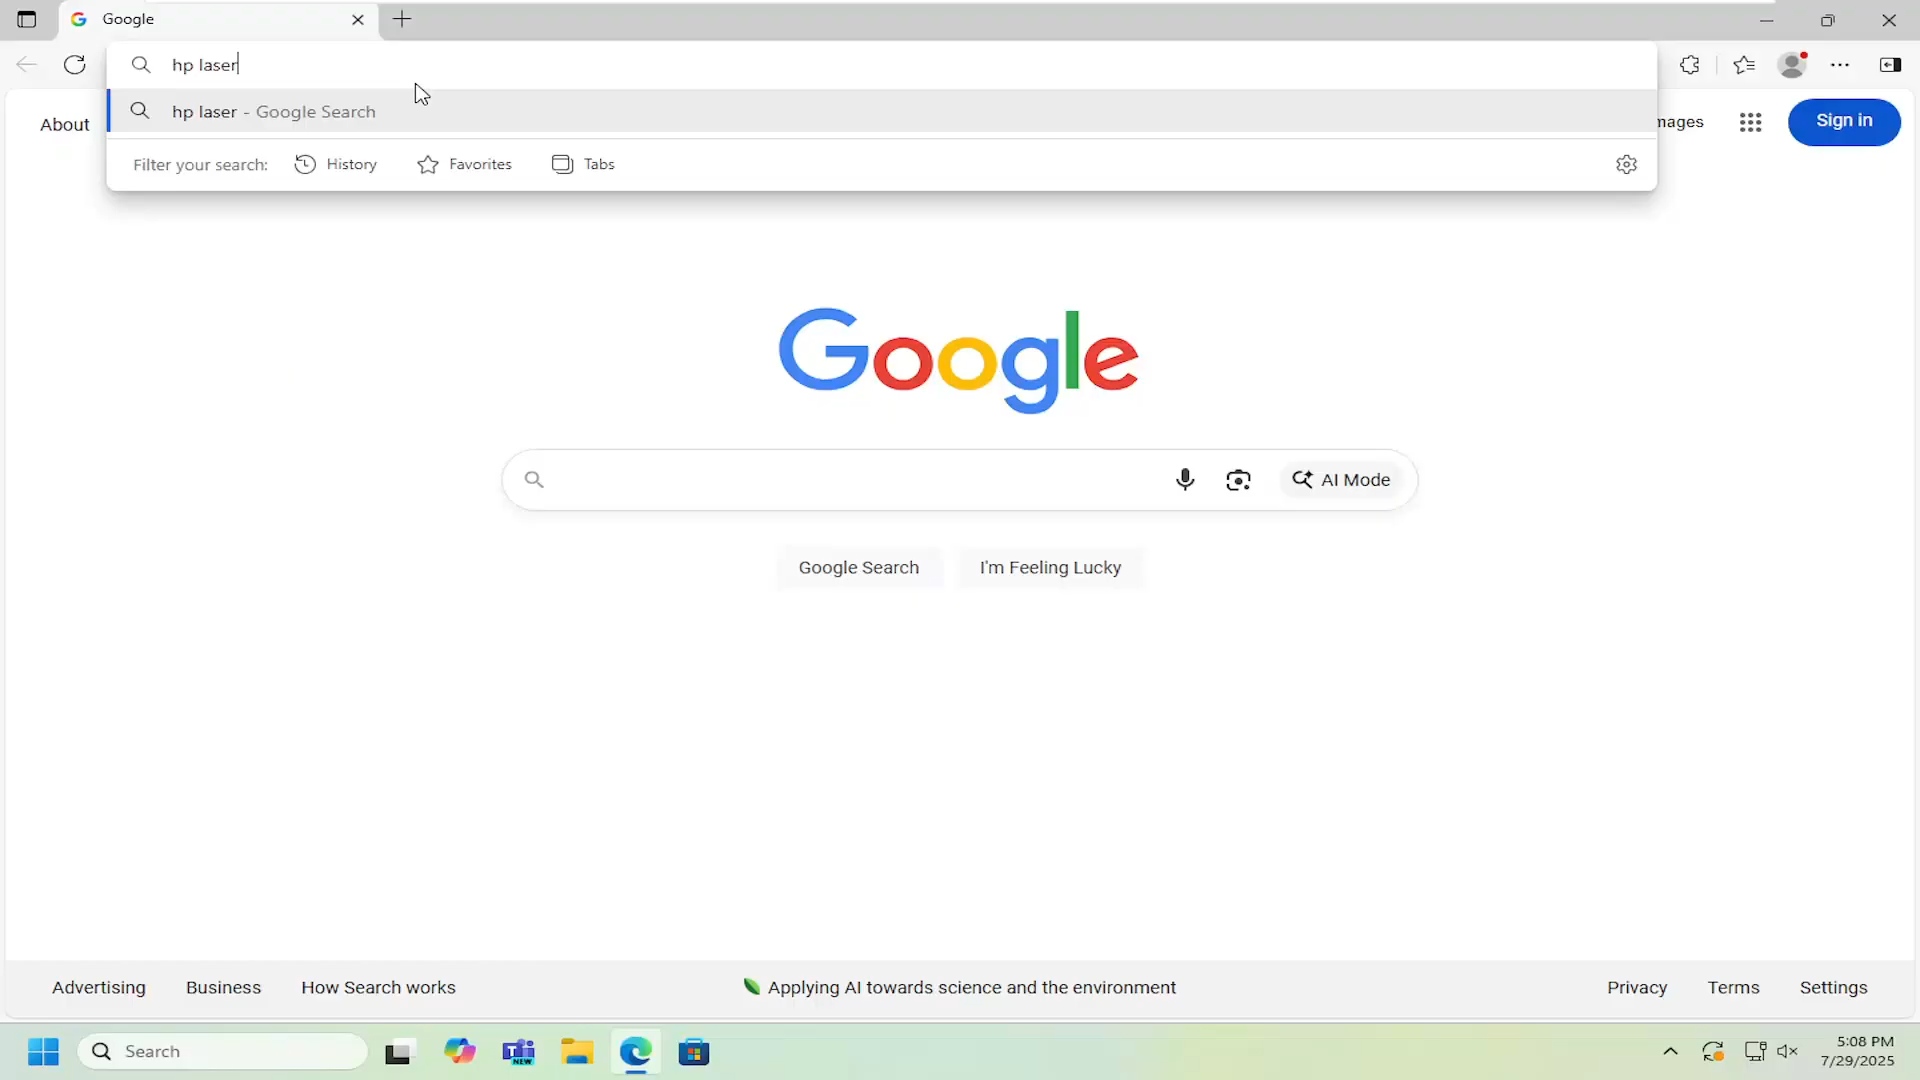 Google
hp laser
hp laser - Google Search
About
mages
Sign in
Filter your search:
History
Favorites
Tabs
Google
AI Mode
Google Search
I'm Feeling Lucky
Advertising
Business
How Search works
Applying AI towards science and the environment
Privacy
Terms
Settings
Search
NEW
5:08 PM
7/29/2025